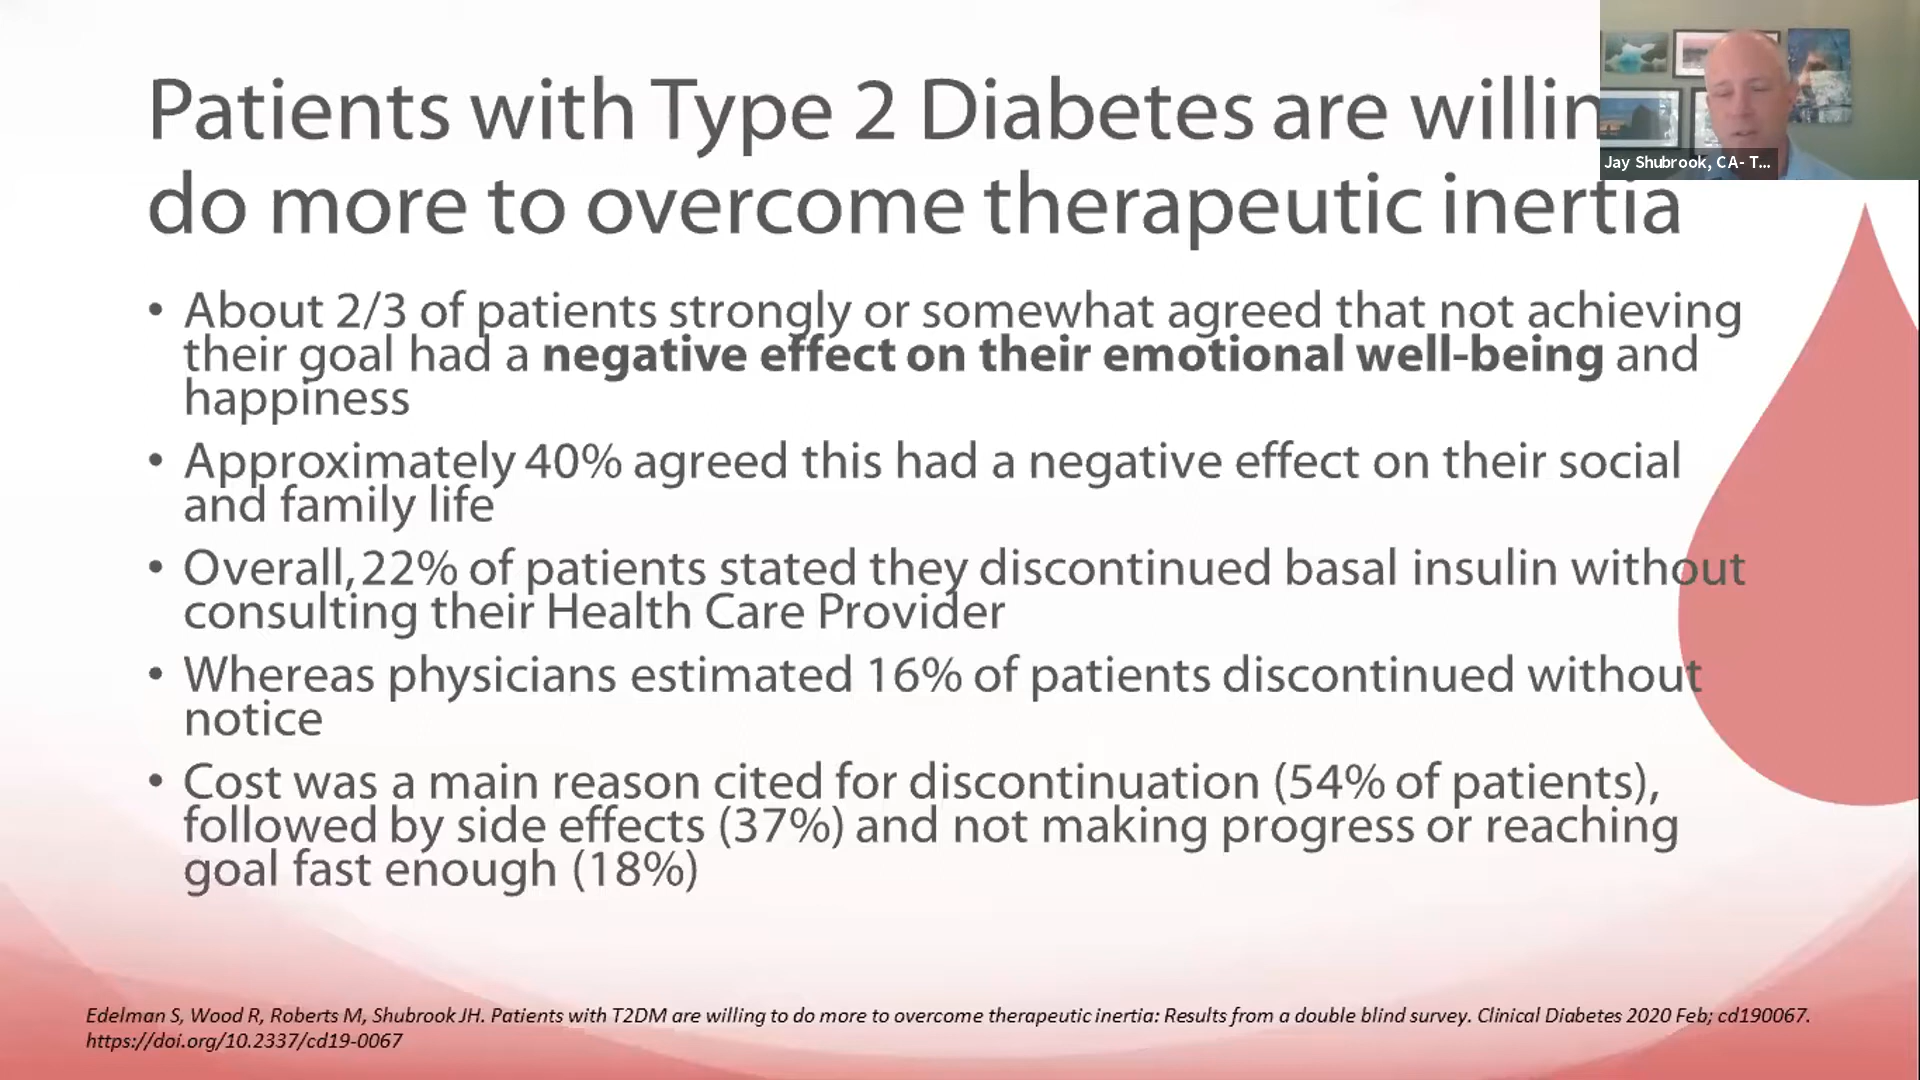 Patients with Type 2 Diabetes are willin
do more to overcome therapeutic inertia
Jay Shubrook, CA- T...
• About 2/3 of patients strongly or somewhat agreed that not achieving
their goal had a negative effect on their emotional well-being and
happiness
• Approximately 40% agreed this had a negative effect on their social
and family life
• Overall, 22% of patients stated they discontinued basal insulin without
consulting their Health Care Provider
• Whereas physicians estimated 16% of patients discontinued without
notice
• Cost was a main reason cited for discontinuation (54% of patients),
followed by side effects (37%) and not making progress or reaching
goal fast enough (18%)
Edelman S, Wood R, Roberts M, Shubrook JH. Patients with T2DM are willing to do more to overcome therapeutic inertia: Results from a double blind survey. Clinical Diabetes 2020 Feb; cd190067.
https://doi.org/10.2337/cd19-0067